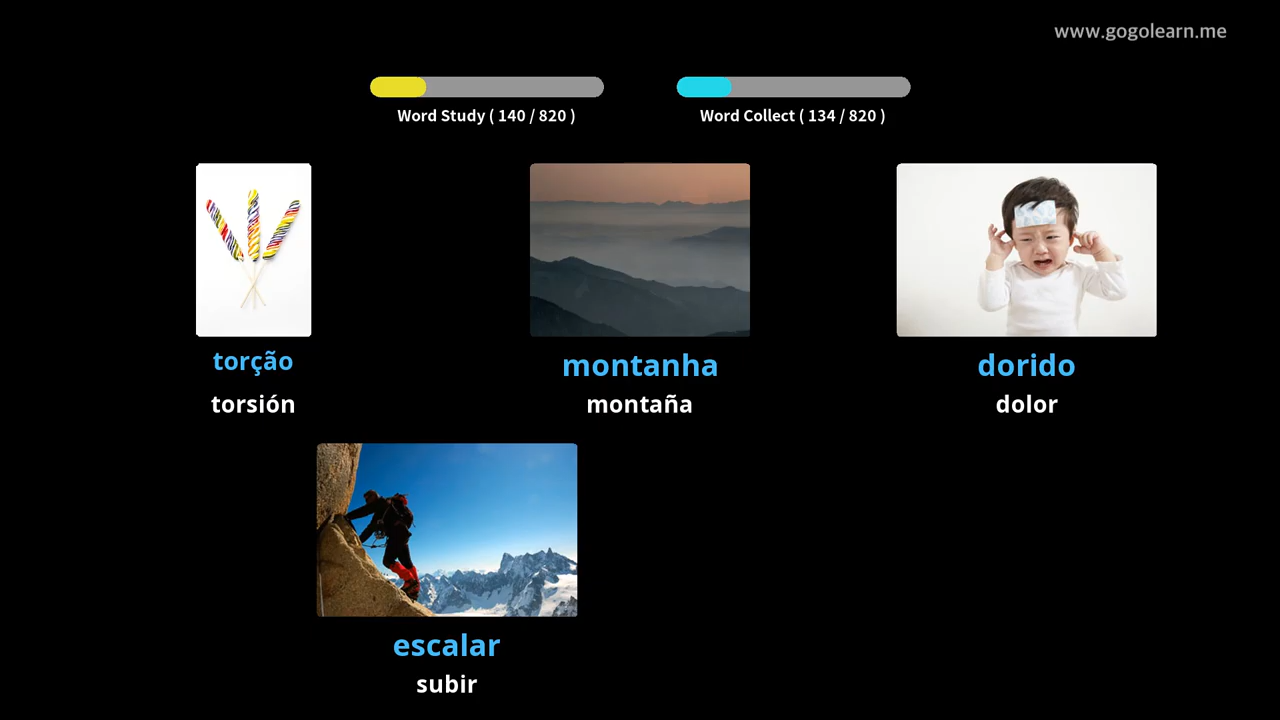 www.gogolearn.me
Word Study ( 140 / 820 )
Word Collect ( 134 / 820 )
torção
torsión
montanha
montaña
dorido
dolor
escalar
subir